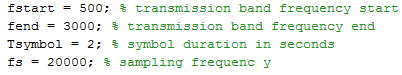 fstart = 500; % transmission band frequency start
fend = 3000; % transmission band frequency end
Tsymbol = 2; % symbol duration in seconds
fs = 20000; % sampling frequenc y